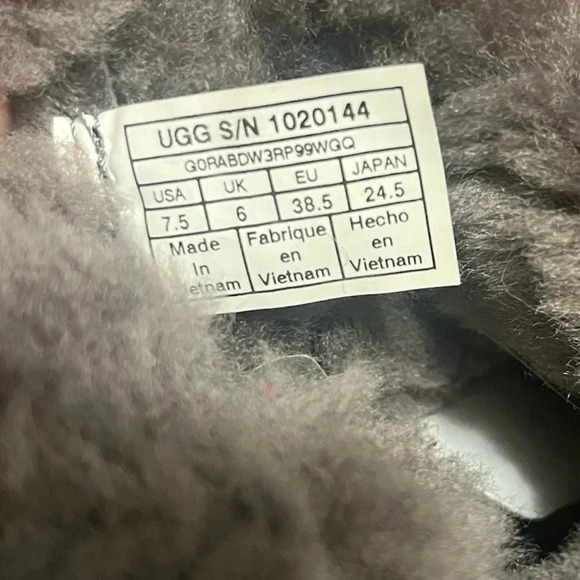 UGG S/N 1020144
G0RABDW3RP99WGQ
USA UK EU JAPAN
7.5 6 38.5 24.5
Made Fabrique Hecho
In en en
etnam Vietnam Vietnam